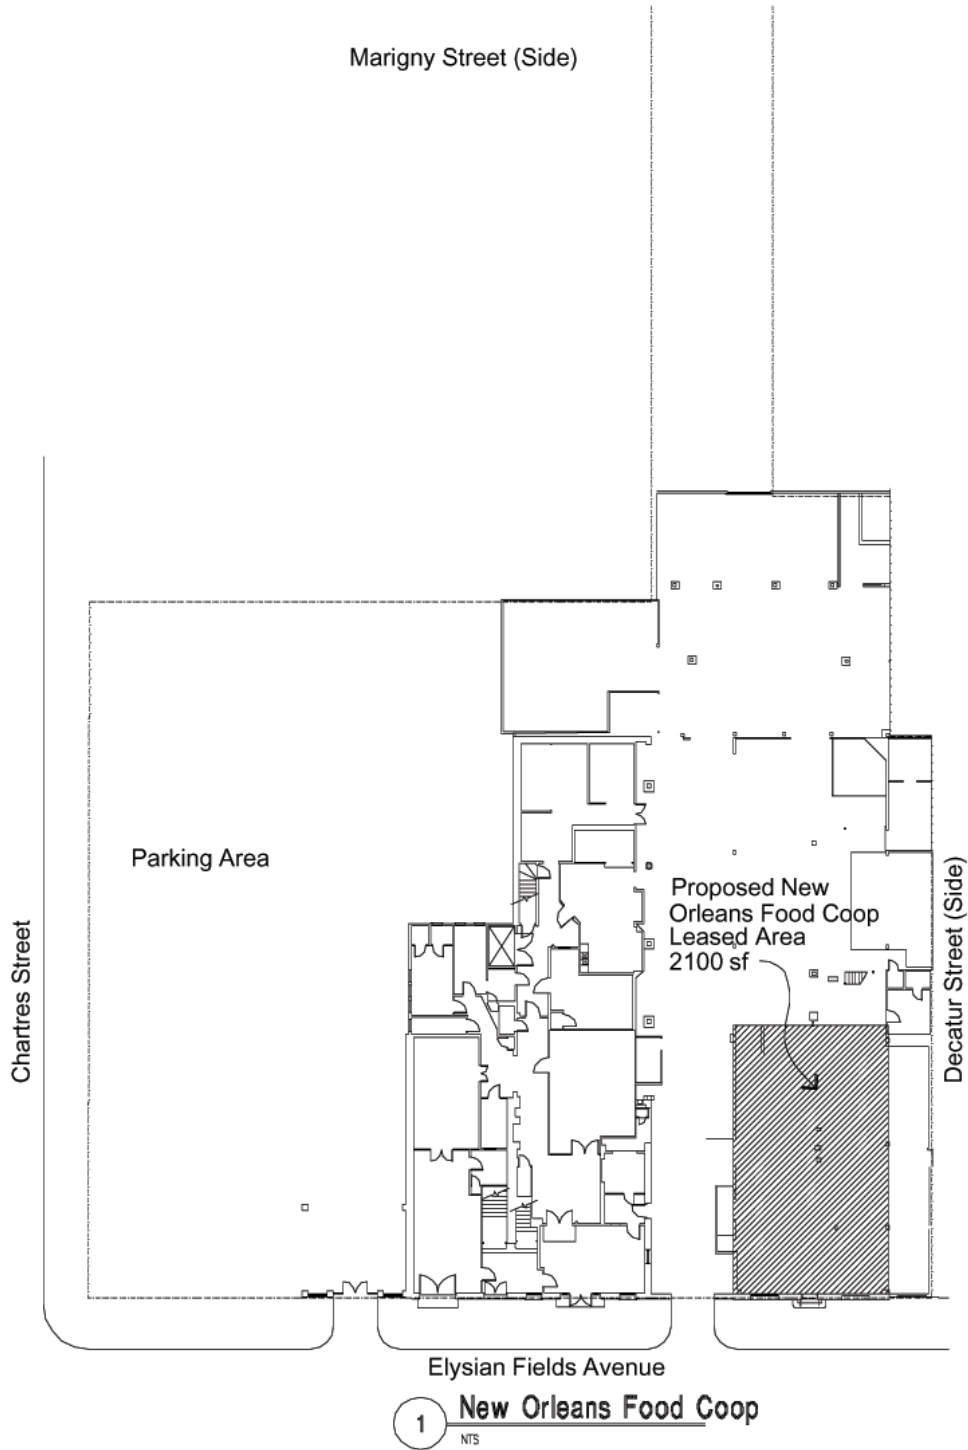 Marigny Street (Side)
Parking Area
Proposed New
Orleans Food Coop
Leased Area
2100 sf
Chartres Street
Decatur Street (Side)
Elysian Fields Avenue
1
New Orleans Food Coop
NTS